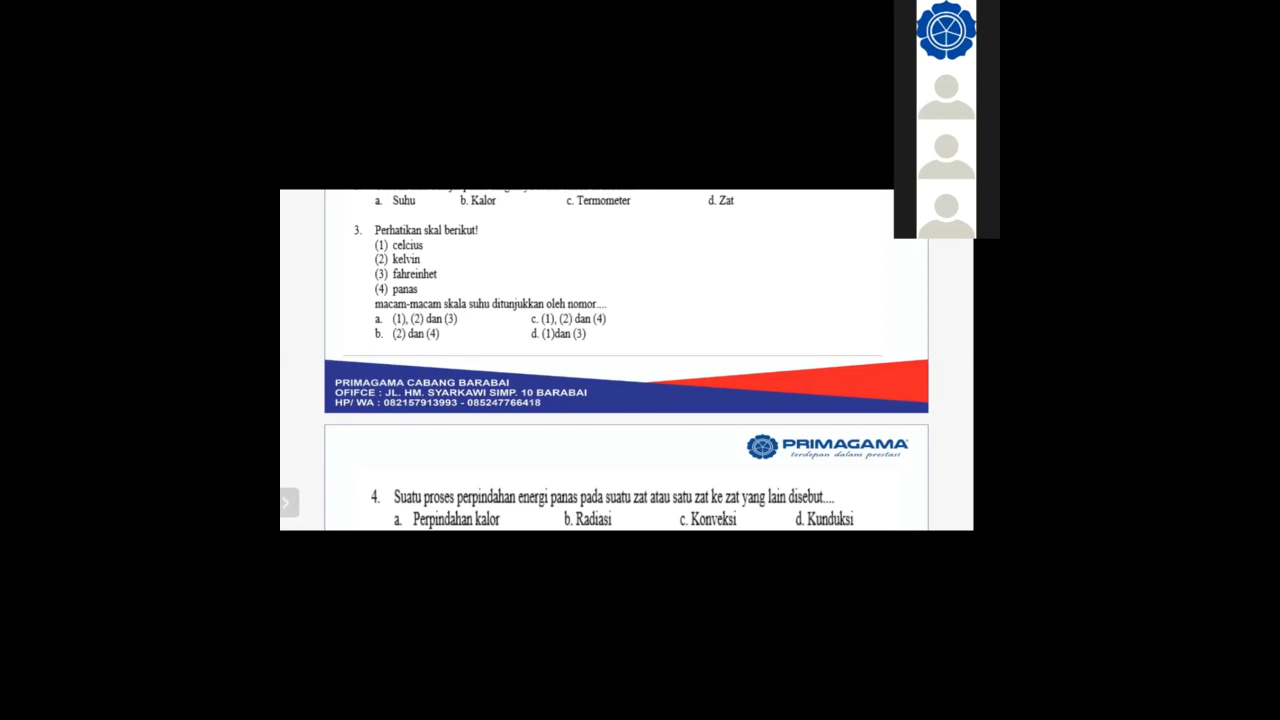 a. Suhu b. Kalor c. Termometer d. Zat
3. Perhatikan skal berikut!
(1) celcius
(2) kelvin
(3) fahreinhet
(4) panas
macam-macam skala suhu ditunjukkan oleh nomor....
a. (1), (2) dan (3) c. (1), (2) dan (4)
b. (2) dan (4) d. (1)dan (3)
PRIMAGAMA CABANG BARABAI
OFIFCE : JL. HM. SYARKAWI SIMP. 10 BARABAI
HP/ WA : 082157913993 - 085247766418
PRIMAGAMA
terdepan dalam prestasi
4. Suatu proses perpindahan energi panas pada suatu zat atau satu zat ke zat yang lain disebut....
a. Perpindahan kalor b. Radiasi c. Konveksi d. Kunduksi